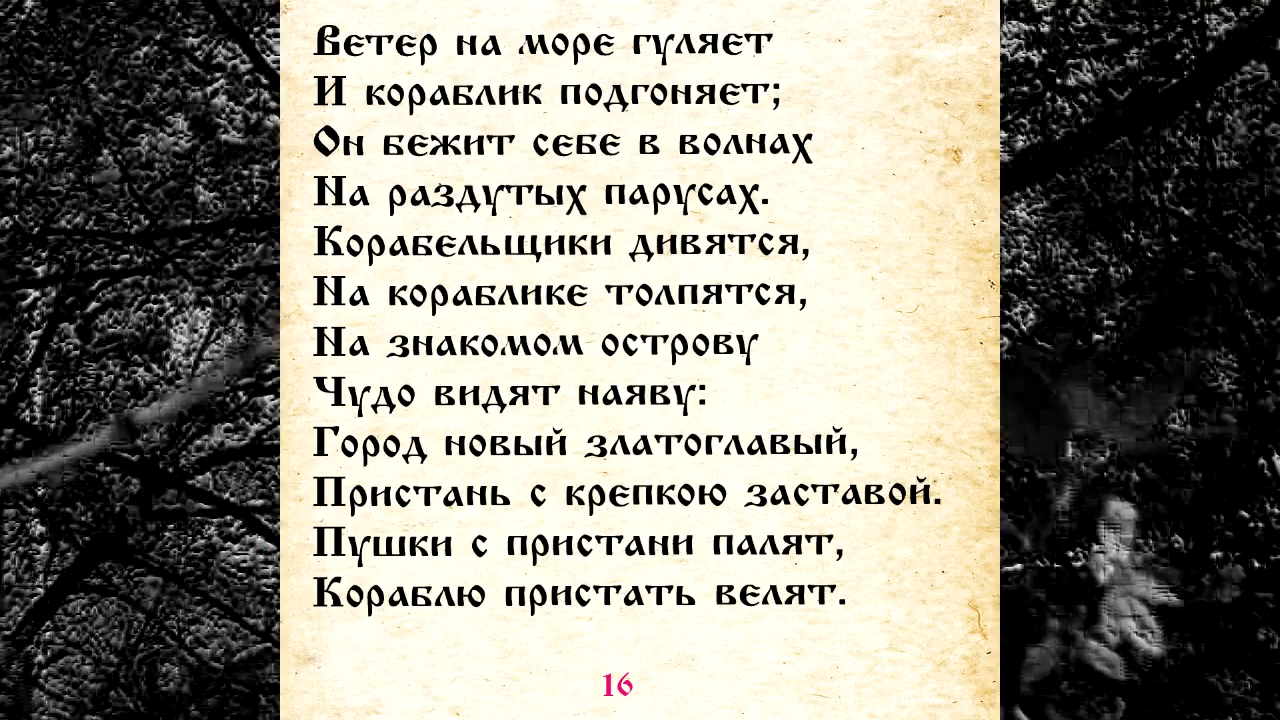 Ветер на море гуляет
И кораблик подгоняет;
Он бежит себе в волнах
На раздутых парусах.
Корабельщики дивятся,
На кораблике толпятся,
На знакомом острову
Чудо видят наяву:
Город новый златоглавый,
Пристань с крепкою заставой.
Пушки с пристани палят,
Кораблю пристать велят.
16